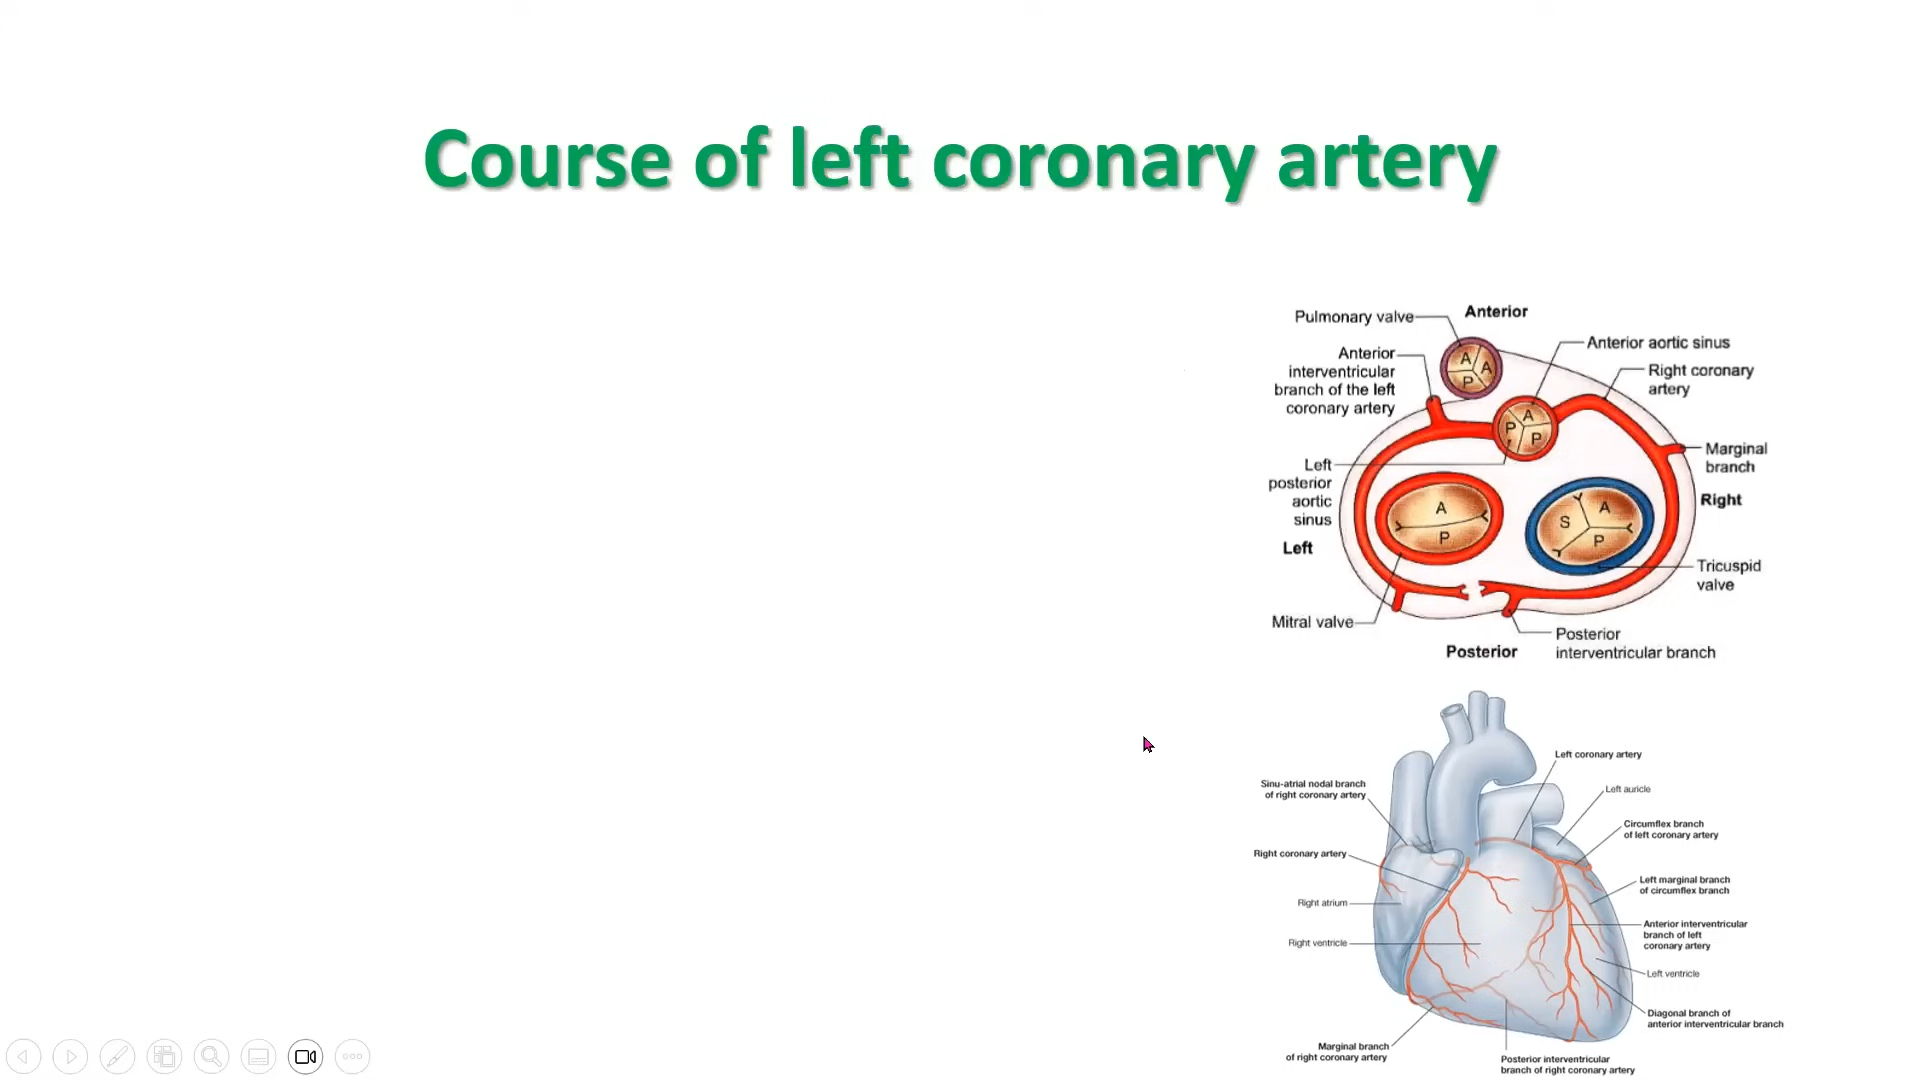 Course of left coronary artery
Pulmonary valve
Anterior
Anterior aortic sinus
Anterior
interventricular
branch of the left
coronary artery
A
A
P
Right coronary
artery
A
P
P
Left
posterior
aortic
sinus
Marginal
branch
Right
A
P
S
A
P
Left
Tricuspid
valve
Mitral valve
Posterior
Posterior
interventricular branch
Left coronary artery
Sinu-atrial nodal branch
of right coronary artery
Left auricle
Circumflex branch
of left coronary artery
Right coronary artery
Left marginal branch
of circumflex branch
Right atrium
Anterior interventricular
branch of left
coronary artery
Right ventricle
Left ventricle
Diagonal branch of
anterior interventricular branch
Marginal branch
of right coronary artery
Posterior interventricular
branch of right coronary artery